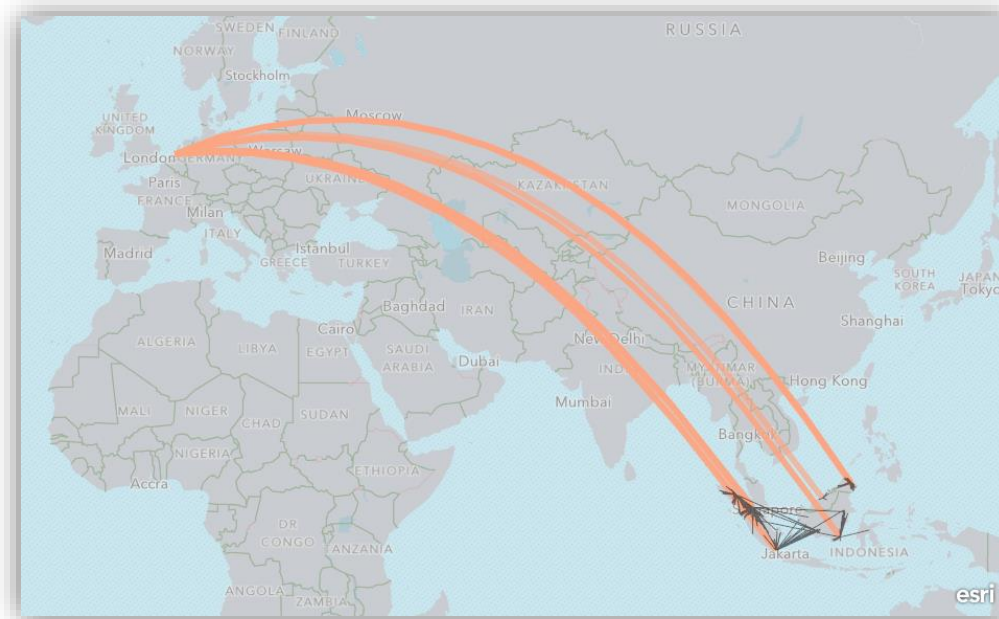 SWEDEN
FINLAND
RUSSIA
NORWAY
Stockholm
UNITED
KINGDOM
Moscow
London
GERMANY
Warsaw
Paris
UKRAINE
KAZAKHSTAN
FRANCE
MONGOLIA
Milan
ITALY
Istanbul
Madrid
GREECE
TURKEY
Beijing
SOUTH
KOREA
JAPAN
Tokyo
Baghdad
IRAN
CHINA
Shanghai
Cairo
ALGERIA
LIBYA
EGYPT
SAUDI
ARABIA
Dubai
New Delhi
INDIA
MYANMAR
(BURMA)
Hong Kong
Mumbai
MALI
NIGER
CHAD
SUDAN
Bangkok
NIGERIA
ETHIOPIA
Accra
Singapore
DR
CONGO
TANZANIA
Jakarta
INDONESIA
ANGOLA
ZAMBIA
esri